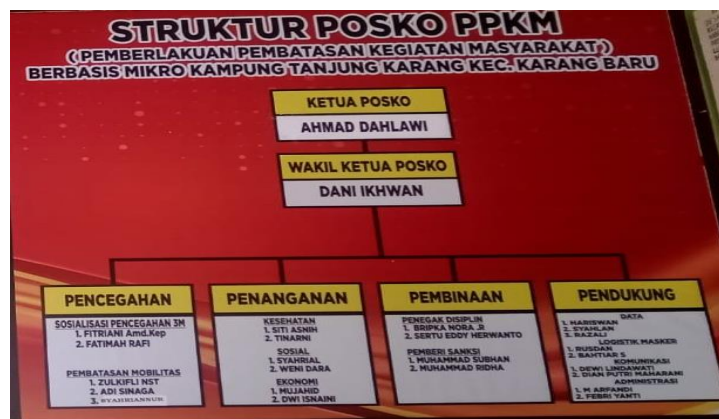 STRUKTUR POSKO PPKM
( PEMBERLAKUAN PEMBATASAN KEGIATAN MASYARAKAT )
BERBASIS MIKRO KAMPUNG TANJUNG KARANG KEC. KARANG BARU
KETUA POSKO
AHMAD DAHLAWI
WAKIL KETUA POSKO
DANI IKHWAN
PENCEGAHAN
SOSIALISASI PENCEGAHAN 3M
1. FITRIANI Amd.Kep
2. FATIMAH RAFI
PEMBATASAN MOBILITAS
1. ZULKIFLI NST
2. ADI SINAGA
3. SYAHRIANNUR
PENANGANAN
KESEHATAN
1. SITI ASNIH
2. TINARNI
SOSIAL
1. SYAHRIAL
2. WENI DARA
EKONOMI
1. MUJAHID
2. DWI ISNAINI
PEMBINAAN
PENEGAK DISIPLIN
1. BRIPKA NORA .R
2. SERTU EDDY HERWANTO
PEMBERI SANKSI
1. MUHAMMAD SUBHAN
2. MUHAMMAD RIDHA
PENDUKUNG
DATA
1. HARISWAN
2. SYAHLAN
3. RAZALI
LOGISTIK MASKER
1. RUSDAN
2. BAHTIAR S
KOMUNIKASI
1. DEWI LINDAWATI
2. DIAN PUTRI MAHARANI
ADMINISTRASI
1. M ARFANDI
2. FEBRI YANTI